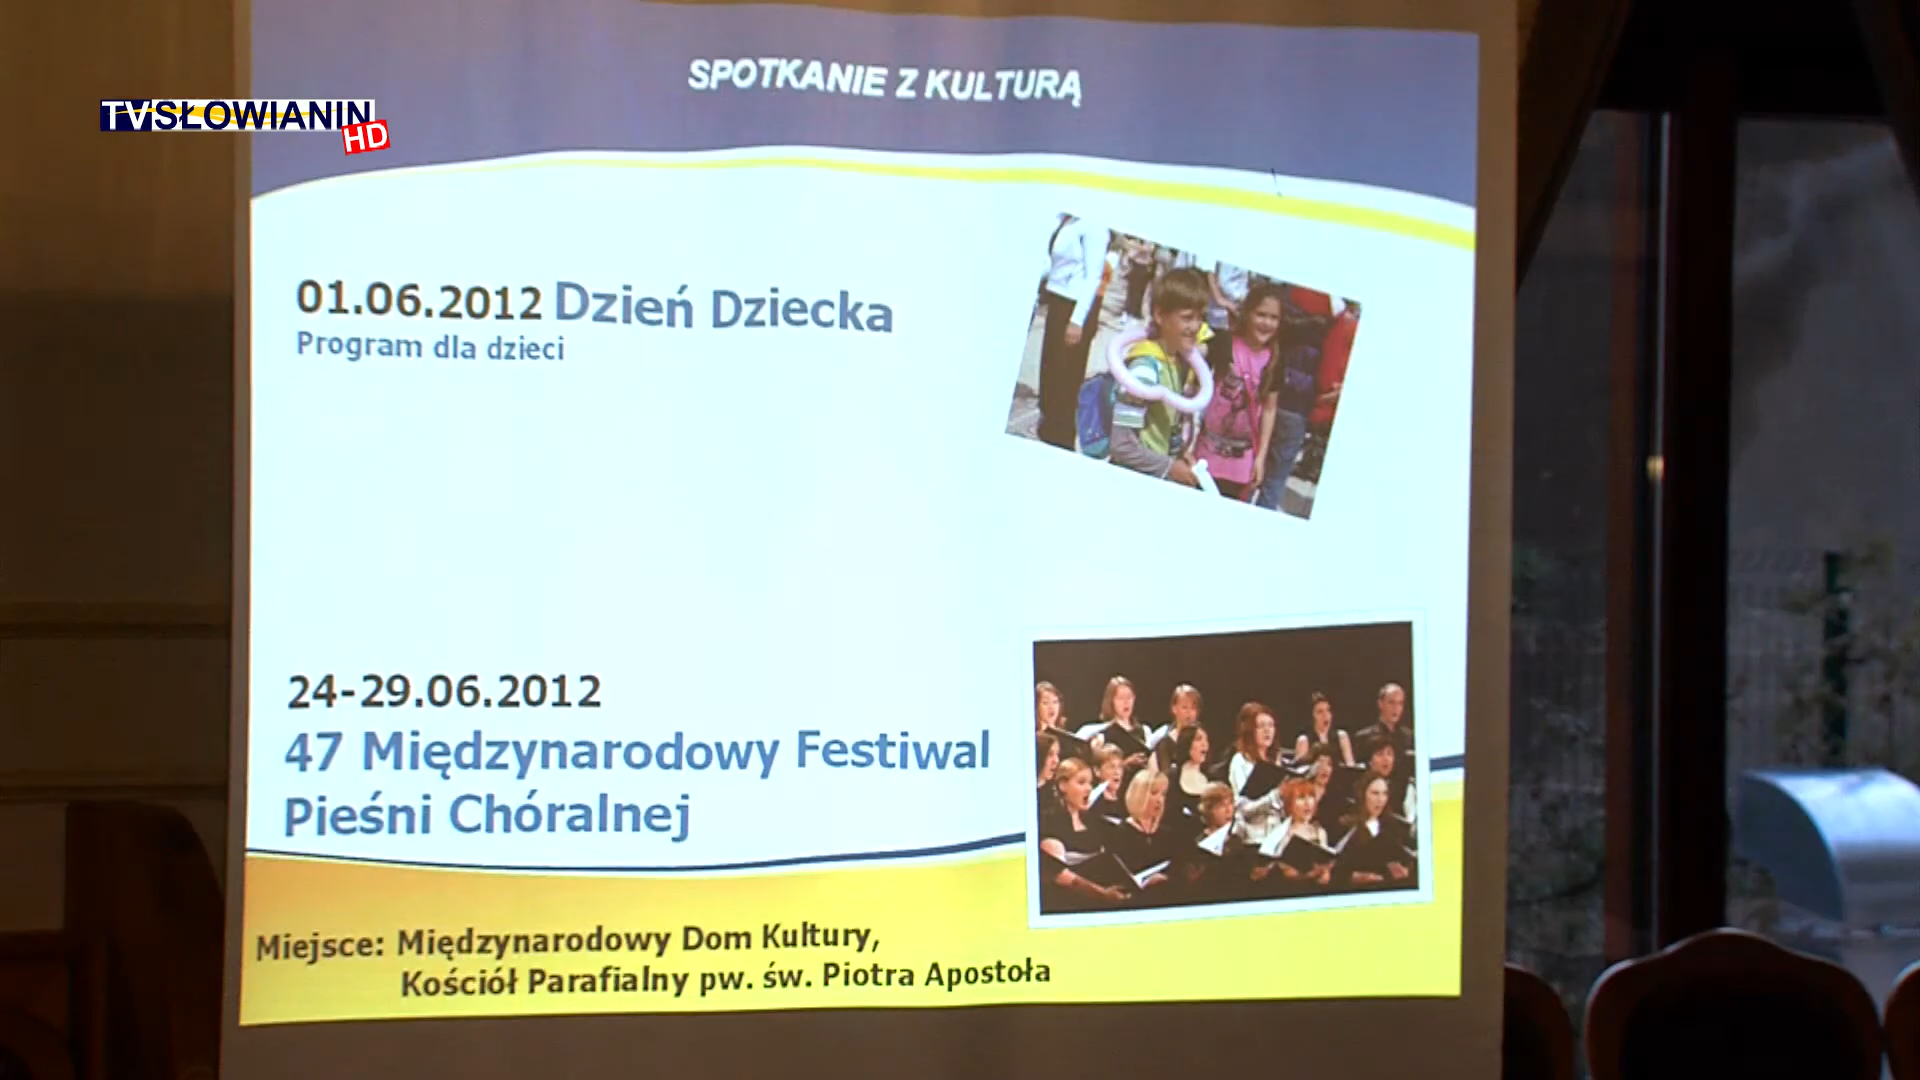 SPOTKANIE Z KULTURĄ
TVSŁOWIANIN
HD
01.06.2012 Dzień Dziecka
Program dla dzieci
24-29.06.2012
47 Międzynarodowy Festiwal
Pieśni Chóralnej
Miejsce: Międzynarodowy Dom Kultury,
Kościół Parafialny pw. św. Piotra Apostoła